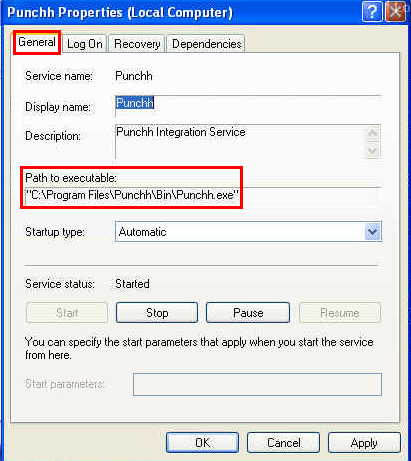 Punchh Properties (Local Computer)
General Log On Recovery Dependencies
Service name: Punchh
Display name: Punchh
Description: Punchh Integration Service
Path to executable:
"C:\Program Files\Punchh\Bin\Punchh.exe"
Startup type: Automatic
Service status: Started
Start Stop Pause Resume
You can specify the start parameters that apply when you start the service
from here.
Start parameters:
OK Cancel Apply